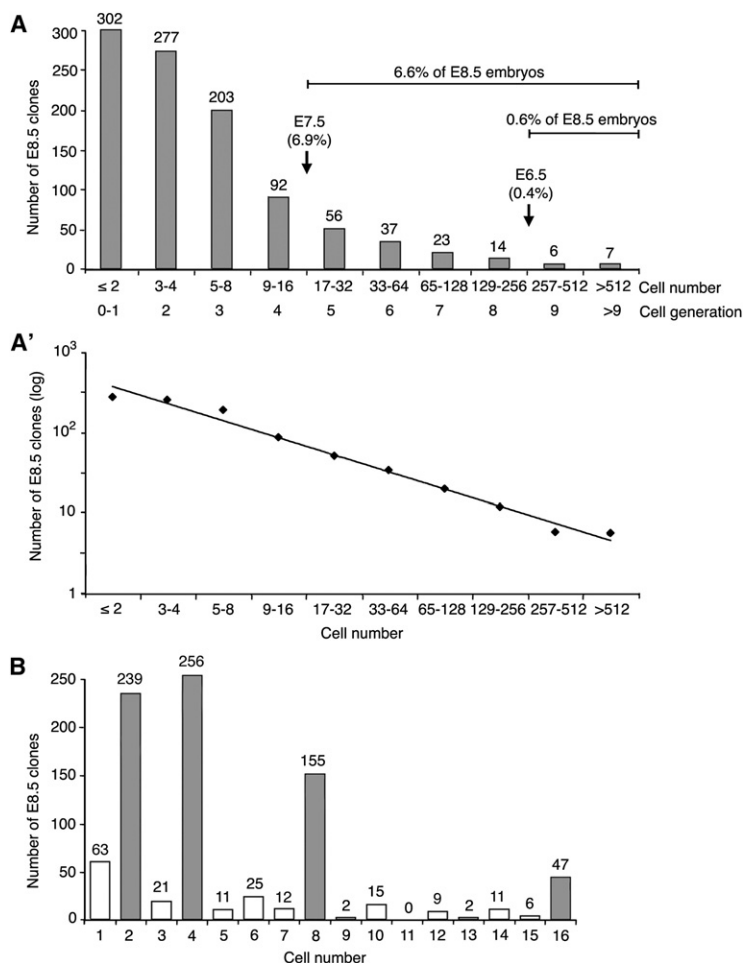 A
302
277
203
92
56
37
23
14
6
7
6.6% of E8.5 embryos
0.6% of E8.5 embryos
E7.5
(6.9%)
E6.5
(0.4%)
Number of E8.5 clones
300
250
200
150
100
50
0
≤ 2 3-4 5-8 9-16 17-32 33-64 65-128 129-256 257-512 >512 Cell number
0-1 2 3 4 5 6 7 8 9 >9 Cell generation
A'
Number of E8.5 clones (log)
10³
10²
10
1
≤ 2 3-4 5-8 9-16 17-32 33-64 65-128 129-256 257-512 >512
Cell number
B
Number of E8.5 clones
250
200
150
100
50
0
63
239
21
256
11
25
12
155
2
15
0
9
2
11
6
47
1 2 3 4 5 6 7 8 9 10 11 12 13 14 15 16
Cell number